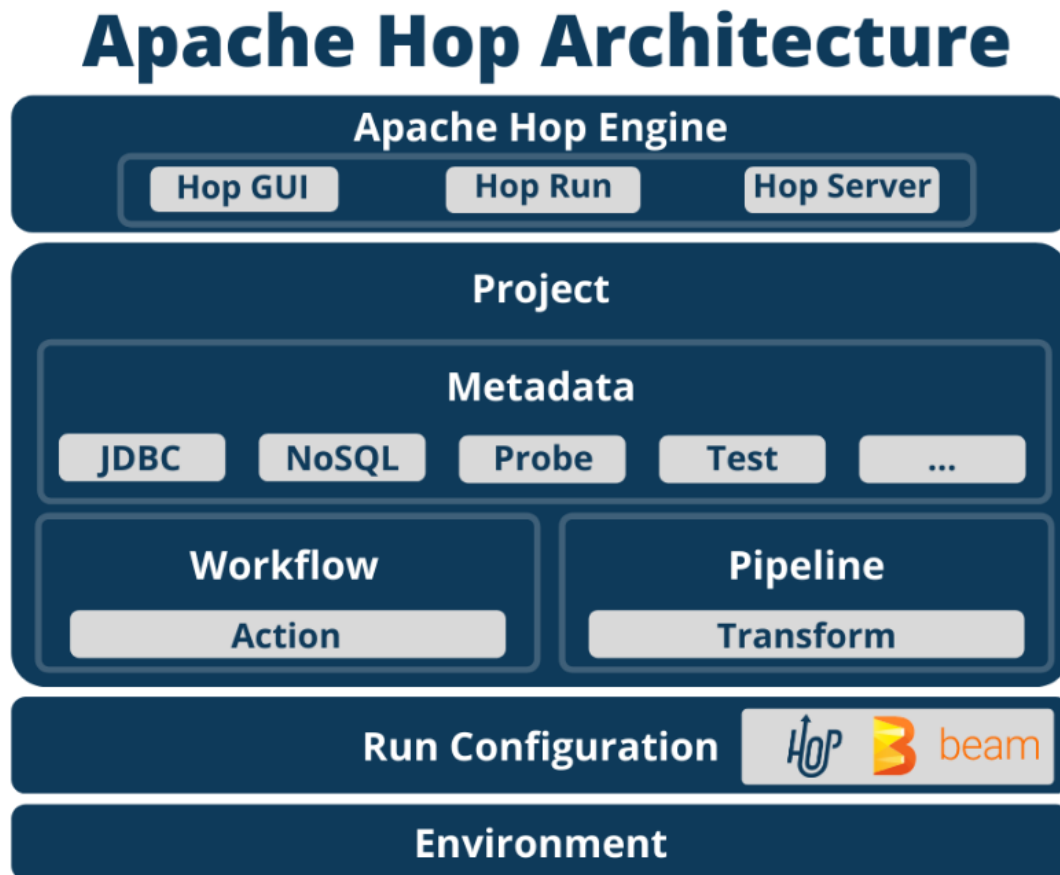 Apache Hop Architecture
Apache Hop Engine
Hop GUI Hop Run Hop Server
Project
Metadata
JDBC NoSQL Probe Test ...
Workflow Pipeline
Action Transform
Run Configuration HOP beam
Environment